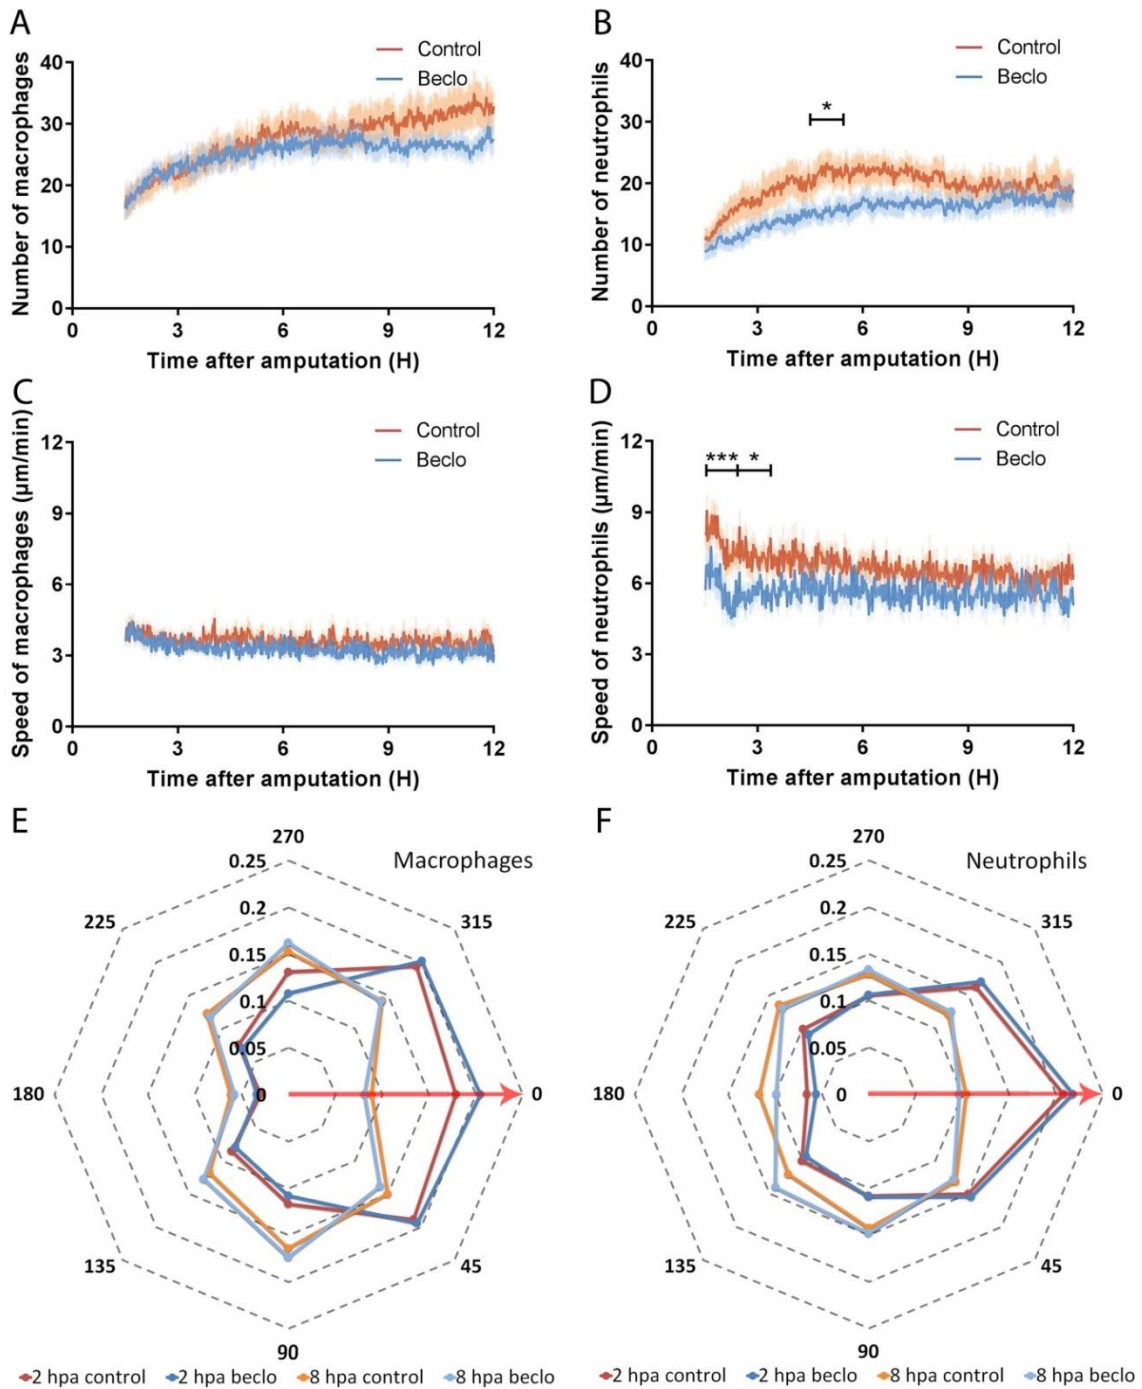 A
Number of macrophages
Control
Beclo
40
30
20
10
0
0 3 6 9 12
Time after amputation (H)
B
Number of neutrophils
Control
Beclo
*
40
30
20
10
0
0 3 6 9 12
Time after amputation (H)
C
Speed of macrophages (µm/min)
Control
Beclo
12
9
6
3
0
0 3 6 9 12
Time after amputation (H)
D
Speed of neutrophils (µm/min)
Control
Beclo
*** *
12
9
6
3
0
0 3 6 9 12
Time after amputation (H)
E
Macrophages
270
0.25
225 315
0.2
0.15
0.1
0.05
180 0 0
135 45
90
2 hpa control 2 hpa beclo 8 hpa control 8 hpa beclo
F
Neutrophils
270
0.25
225 315
0.2
0.15
0.1
0.05
180 0 0
135 45
90
2 hpa control 2 hpa beclo 8 hpa control 8 hpa beclo